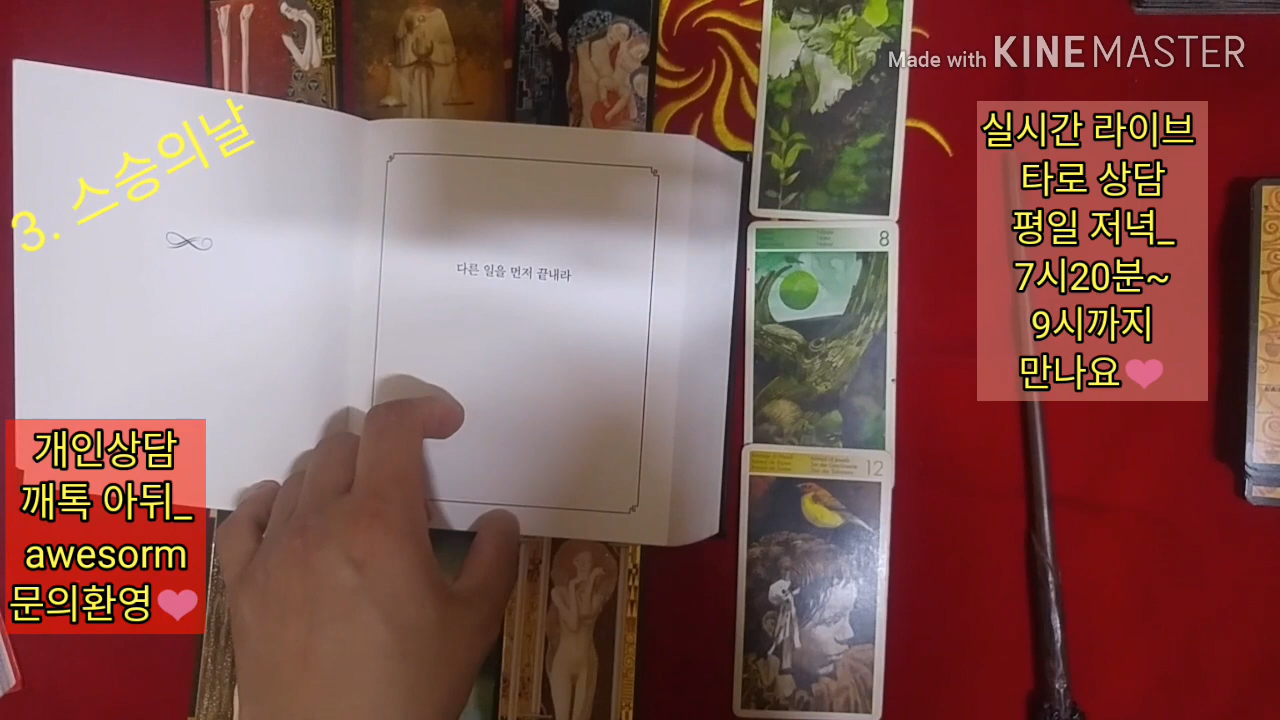 Made with KINEMASTER
3. 스승의날
다른 일을 먼저 끝내라
실시간 라이브
타로 상담
평일 저녁_
7시20분~
9시까지
만나요❤
8
12
개인상담
깨톡 아뒤_
awesorm
문의환영❤